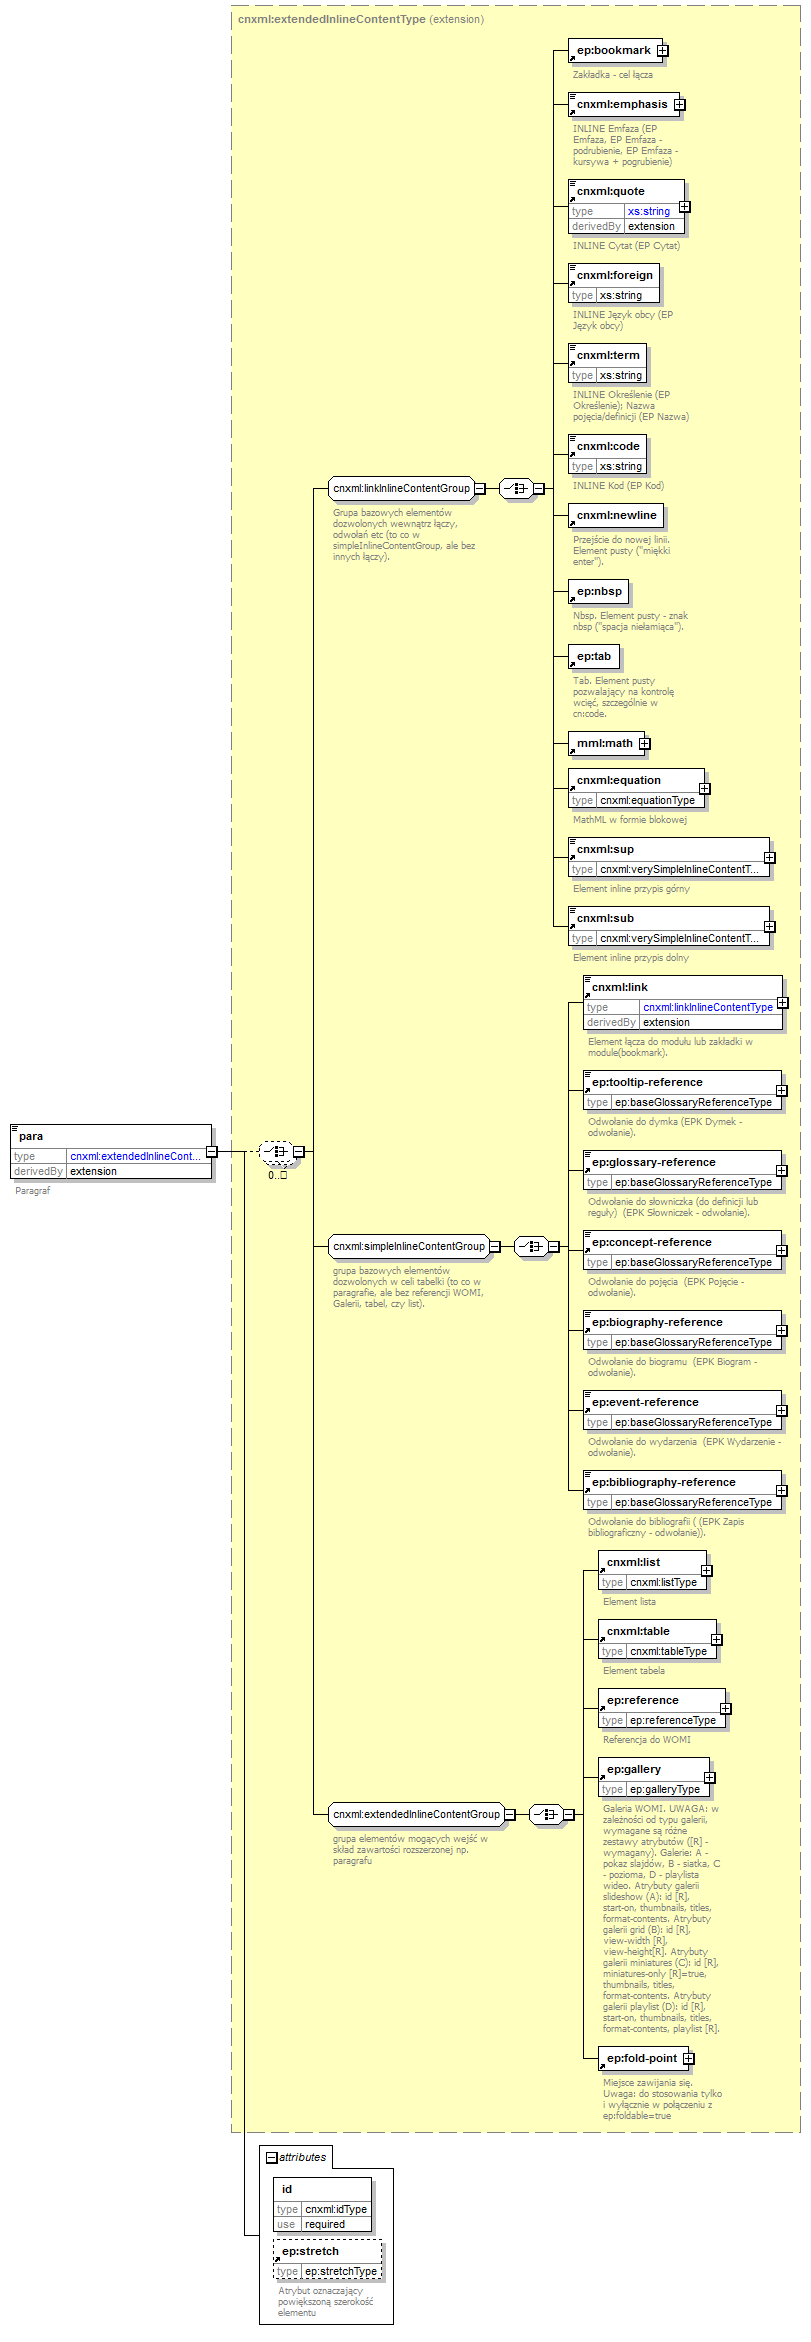 cnxml:extendedInlineContentType (extension)
ep:bookmark
Zakładka - cel łącza
cnxml:emphasis
INLINE Emfaza (EP
Emfaza, EP Emfaza -
podrubienie, EP Emfaza -
kursywa + pogrubienie)
cnxml:quote
type xs:string
derivedBy extension
INLINE Cytat (EP Cytat)
cnxml:foreign
type xs:string
INLINE Język obcy (EP
Język obcy)
cnxml:term
type xs:string
INLINE Określenie (EP
Określenie); Nazwa
pojęcia/definicji (EP Nazwa)
cnxml:code
type xs:string
INLINE Kod (EP Kod)
cnxml:linkInlineContentGroup
Grupa bazowych elementów
dozwolonych wewnątrz łączy,
odwołań etc (to co w
simpleInlineContentGroup, ale bez
innych łączy).
cnxml:newline
Przejście do nowej linii.
Element pusty ("miękki
enter").
ep:nbsp
Nbsp. Element pusty - znak
nbsp ("spacja niełamiąca").
ep:tab
Tab. Element pusty
pozwalający na kontrolę
wcięć, szczególnie w
cn:code.
mml:math
cnxml:equation
type cnxml:equationType
MathML w formie blokowej
cnxml:sup
type cnxml:verySimpleInlineContentT...
Element inline przypis górny
cnxml:sub
type cnxml:verySimpleInlineContentT...
Element inline przypis dolny
cnxml:link
type cnxml:linkInlineContentType
derivedBy extension
Element łącza do modułu lub zakładki w
module(bookmark).
ep:tooltip-reference
type ep:baseGlossaryReferenceType
Odwołanie do dymka (EPK Dymek -
odwołanie).
para
type cnxml:extendedInlineCont...
derivedBy extension
Paragraf
0..□
ep:glossary-reference
type ep:baseGlossaryReferenceType
Odwołanie do słowniczka (do definicji lub
reguły)  (EPK Słowniczek - odwołanie).
cnxml:simpleInlineContentGroup
grupa bazowych elementów
dozwolonych w celi tabelki (to co w
paragrafie, ale bez referencji WOMI,
Galerii, tabel, czy list).
ep:concept-reference
type ep:baseGlossaryReferenceType
Odwołanie do pojęcia  (EPK Pojęcie -
odwołanie).
ep:biography-reference
type ep:baseGlossaryReferenceType
Odwołanie do biogramu  (EPK Biogram -
odwołanie).
ep:event-reference
type ep:baseGlossaryReferenceType
Odwołanie do wydarzenia  (EPK Wydarzenie -
odwołanie).
ep:bibliography-reference
type ep:baseGlossaryReferenceType
Odwołanie do bibliografii ( (EPK Zapis
bibliograficzny - odwołanie)).
cnxml:list
type cnxml:listType
Element lista
cnxml:table
type cnxml:tableType
Element tabela
ep:reference
type ep:referenceType
Referencja do WOMI
ep:gallery
type ep:galleryType
cnxml:extendedInlineContentGroup
grupa elementów mogących wejść w
skład zawartości rozszerzonej np.
paragrafu
Galeria WOMI. UWAGA: w
zależności od typu galerii,
wymagane są różne
zestawy atrybutów ([R] -
wymagany). Galerie: A -
pokaz slajdów, B - siatka, C
- pozioma, D - playlista
wideo. Atrybuty galerii
slideshow (A): id [R],
start-on, thumbnails, titles,
format-contents. Atrybuty
galerii grid (B): id [R],
view-width [R],
view-height[R]. Atrybuty
galerii miniatures (C): id [R],
miniatures-only [R]=true,
thumbnails, titles,
format-contents. Atrybuty
galerii playlist (D): id [R],
start-on, thumbnails, titles,
format-contents, playlist [R].
ep:fold-point
Miejsce zawijania się.
Uwaga: do stosowania tylko
i wyłącznie w połączeniu z
ep:foldable=true
attributes
id
type cnxml:idType
use required
ep:stretch
type ep:stretchType
Atrybut oznaczający
powiększoną szerokość
elementu